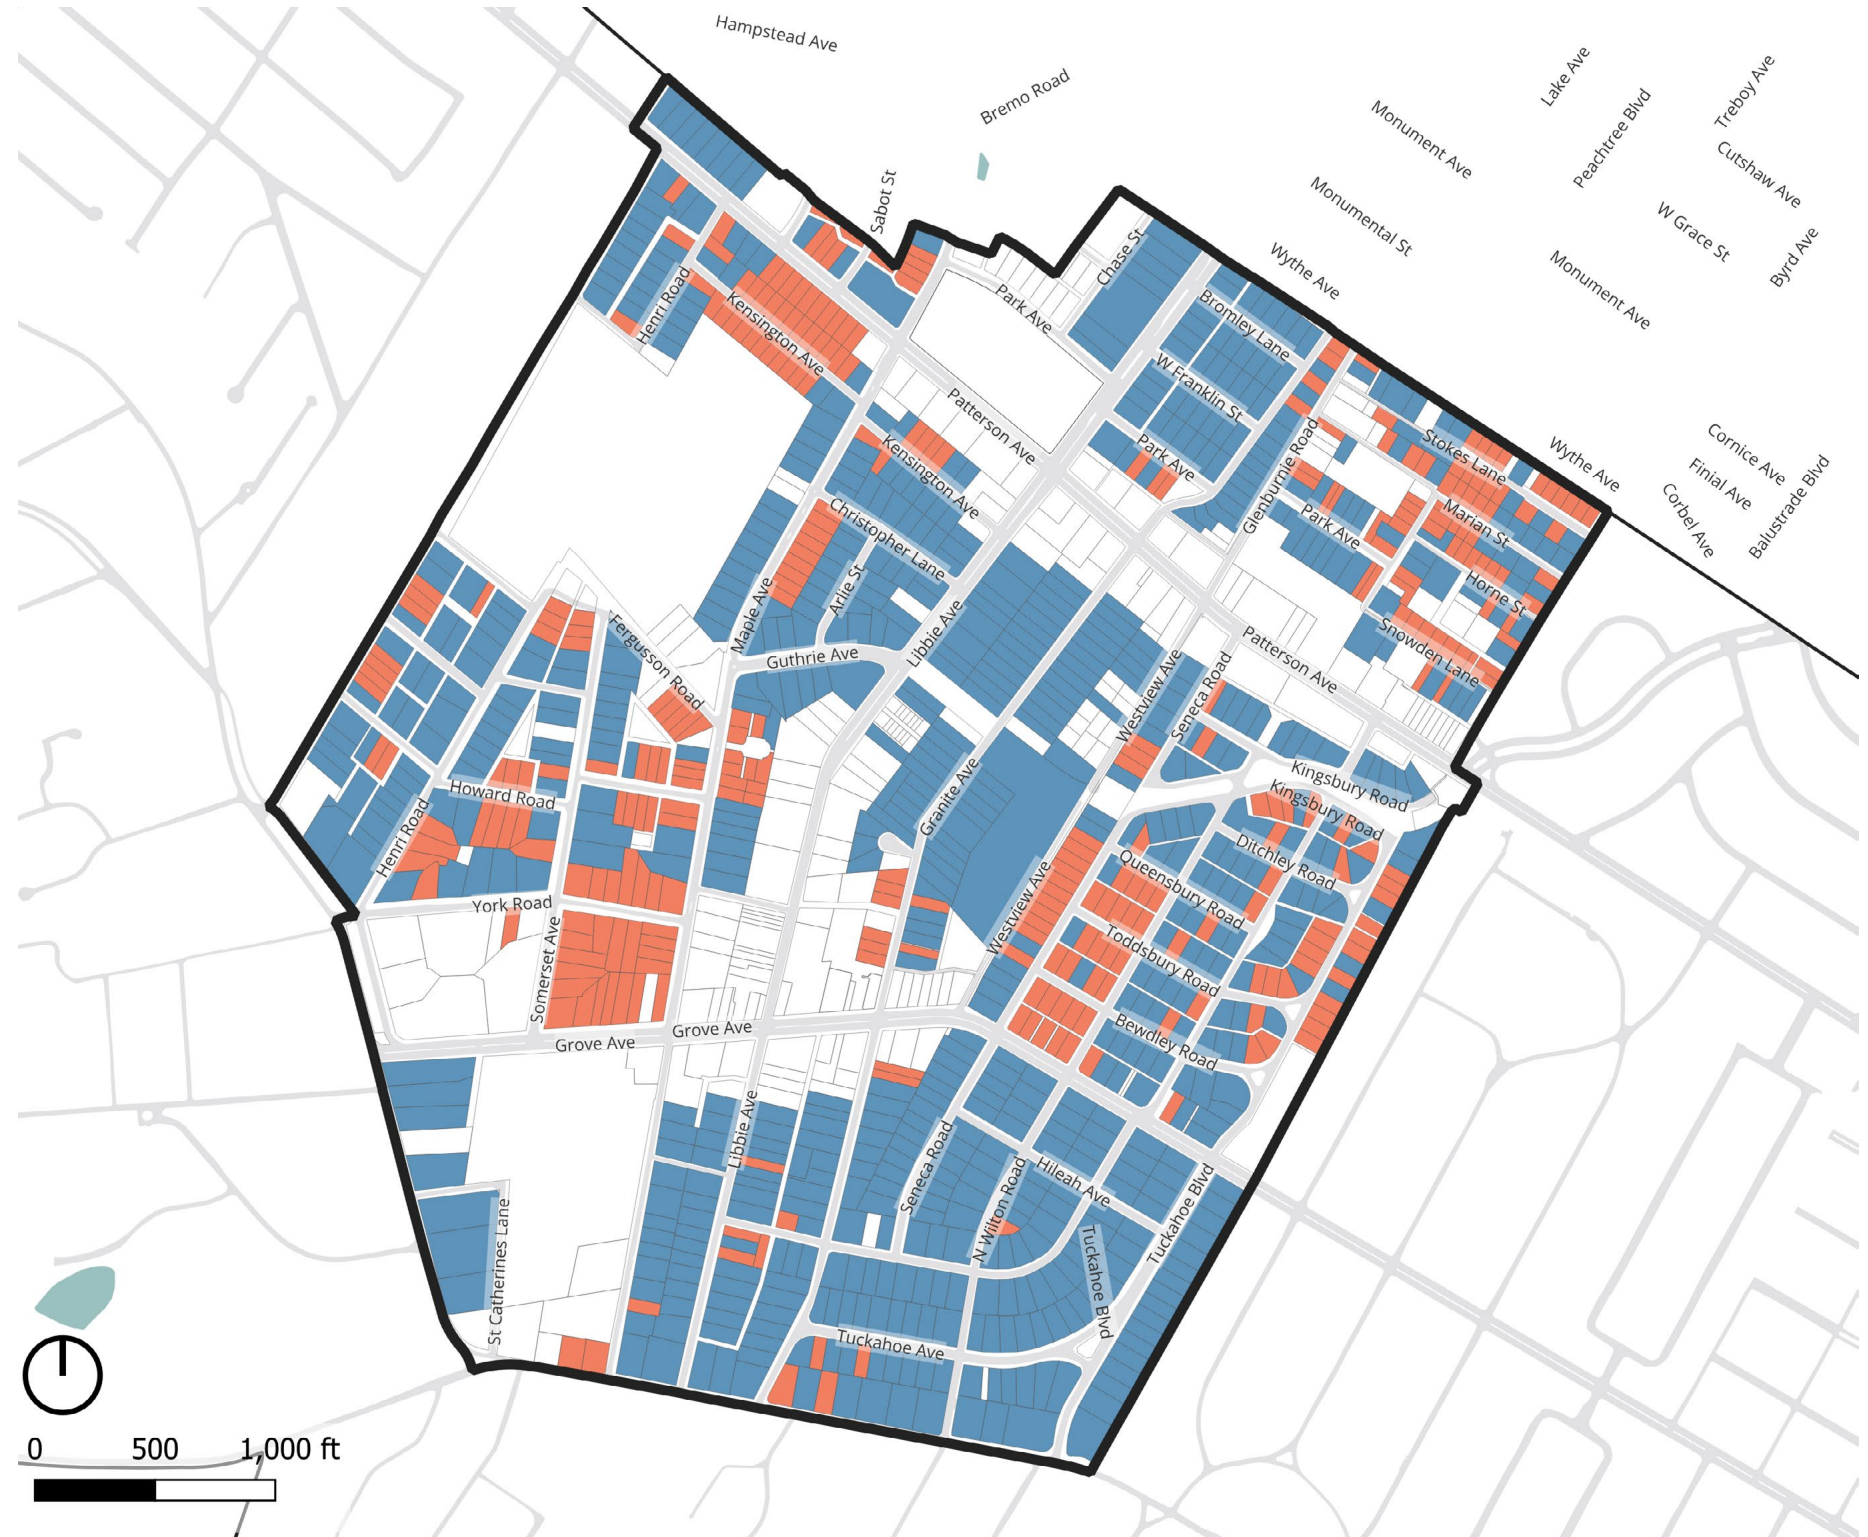 Hampstead Ave
Bremo Road
Lake Ave
Treboy Ave
Peachtree Blvd
Monument Ave
Cutshaw Ave
Sabot St
Monumental St
W Grace St
Byrd Ave
Chase St
Wythe Ave
Monument Ave
Henri Road
Park Ave
Bromley Lane
Kensington Ave
W Franklin St
Patterson Ave
Stokes Lane
Wythe Ave
Cornice Ave
Finial Ave
Corbel Ave
Balustrade Blvd
Kensington Ave
Park Ave
Glenburnie Road
Christopher Lane
Park Ave
Marian St
Horne St
Arlie St
Maple Ave
Libbie Ave
Fergusson Road
Guthrie Ave
Snowden Lane
Patterson Ave
Westview Ave
Seneca Road
Kingsbury Road
Kingsbury Road
Howard Road
Henri Road
Granite Ave
Ditchley Road
Queensbury Road
Westview Ave
York Road
Somerset Ave
Toddsbury Road
Grove Ave
Grove Ave
Bewdley Road
Libbie Ave
Seneca Road
Hileah Ave
N Wilton Road
Tuckahoe Blvd
Tuckahoe Blvd
St Catherines Lane
Tuckahoe Ave
0 500 1,000 ft